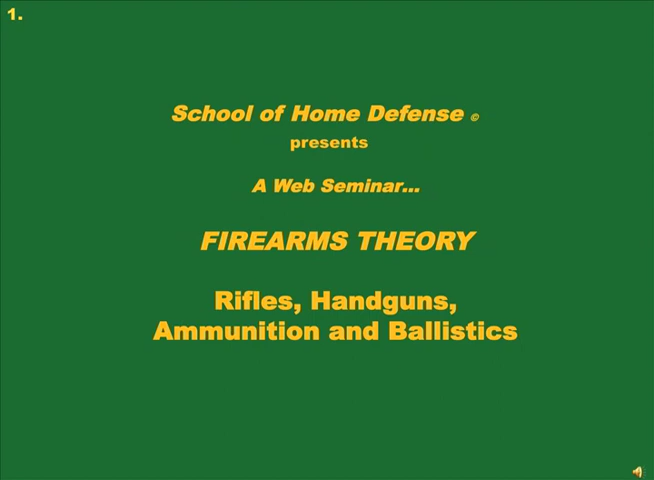 1.
School of Home Defense ©
presents
A Web Seminar...
FIREARMS THEORY
Rifles, Handguns,
Ammunition and Ballistics